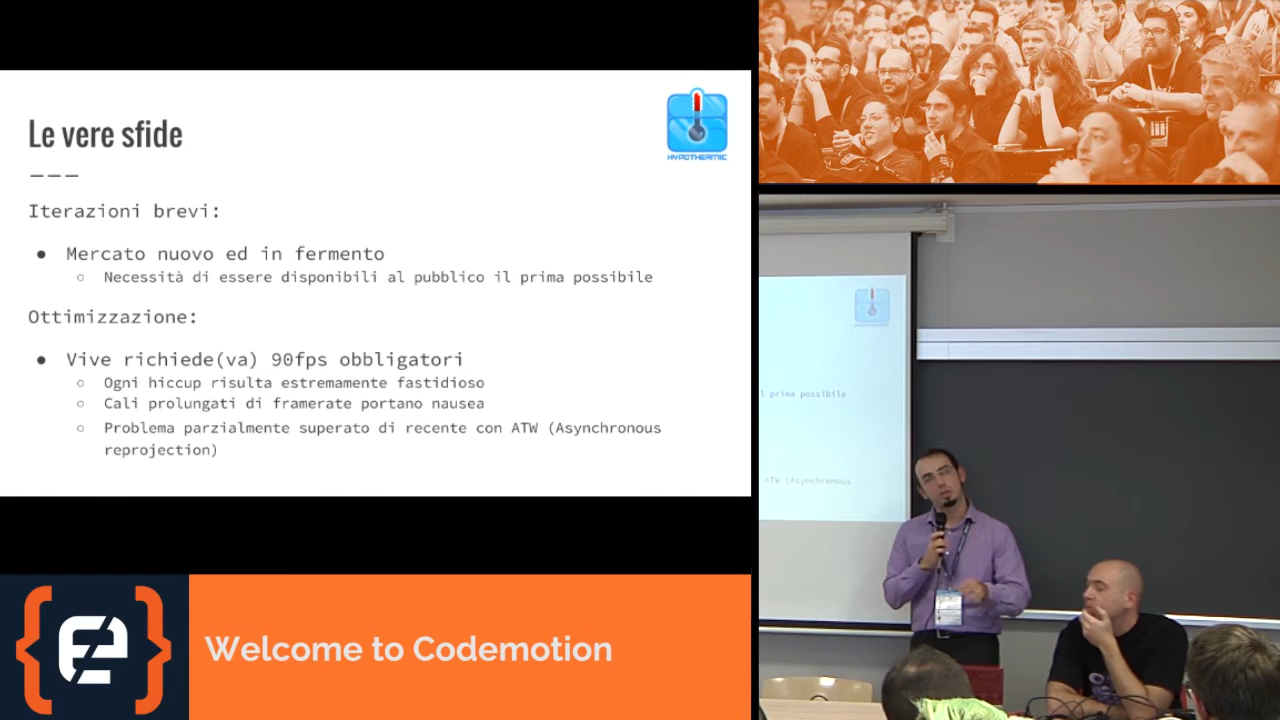 Le vere sfide
HYPOTHERMIC
Iterazioni brevi:
● Mercato nuovo ed in fermento
○ Necessità di essere disponibili al pubblico il prima possibile
Ottimizzazione:
● Vive richiede(va) 90fps obbligatori
○ Ogni hiccup risulta estremamente fastidioso
○ Cali prolungati di framerate portano nausea
○ Problema parzialmente superato di recente con ATW (Asynchronous
reprojection)
l prima possibile
ATW (Asynchronous
Welcome to Codemotion